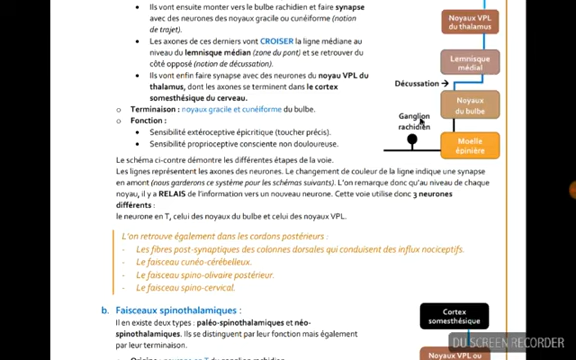 Ils vont ensuite monter vers le bulbe rachidien et faire synapse
avec des neurones des noyaux gracile ou cunéiforme (notion
de trajet).
Les axones de ces derniers vont CROISER la ligne médiane au
niveau du lemnisque médian (zone du pont) et se retrouver du
côté opposé (notion de décussation).
Ils vont enfin faire synapse avec des neurones du noyau VPL du
thalamus, dont les axones se terminent dans le cortex
somesthésique du cerveau.
o Terminaison : noyaux gracile et cunéiforme du bulbe.
o Fonction :
Sensibilité extéroceptive épicritique (toucher précis).
Sensibilité proprioceptive consciente non douloureuse.
Noyaux VPL
du thalamus
Lemnisque
médial
Décussation
Noyaux
du bulbe
Ganglion
rachidien
Moelle
épinière
Le schéma ci-contre démontre les différentes étapes de la voie.
Les lignes représentent les axones des neurones. Le changement de couleur de la ligne indique une synapse
en amont (nous garderons ce système pour les schémas suivants). L'on remarque donc qu'au niveau de chaque
noyau, il y a RELAIS de l'information vers un nouveau neurone. Cette voie utilise donc 3 neurones
différents :
le neurone en T, celui des noyaux du bulbe et celui des noyaux VPL.
L'on retrouve également dans les cordons postérieurs :
- Les fibres post-synaptiques des colonnes dorsales qui conduisent des influx nociceptifs.
- Le faisceau cunéo-cérébelleux.
- Le faisceau spino-olivaire postérieur.
- Le faisceau spino-cervical.
b. Faisceaux spinothalamiques :
Il en existe deux types : paléo-spinothalamiques et néo-
spinothalamiques. Ils se distinguent par leur fonction mais également
par leur terminaison.
Cortex
somesthésique
DU SCREEN RECORDER
Noyaux VPL ou